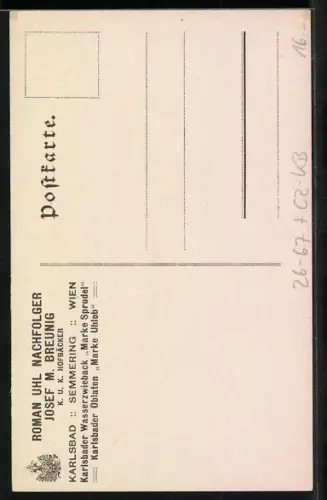 ROMAN UHL NACHFOLGER
JOSEF M. BREUNIG
K. U. K. HOFBÄCKER
KARLSBAD :: SEMMERING :: WIEN
Karlsbader Wasserzwieback „Marke Sprudel"
Karlsbader Oblaten „Marke Uhlob"
Postkarte.
16.-
26-67+CZ-KB